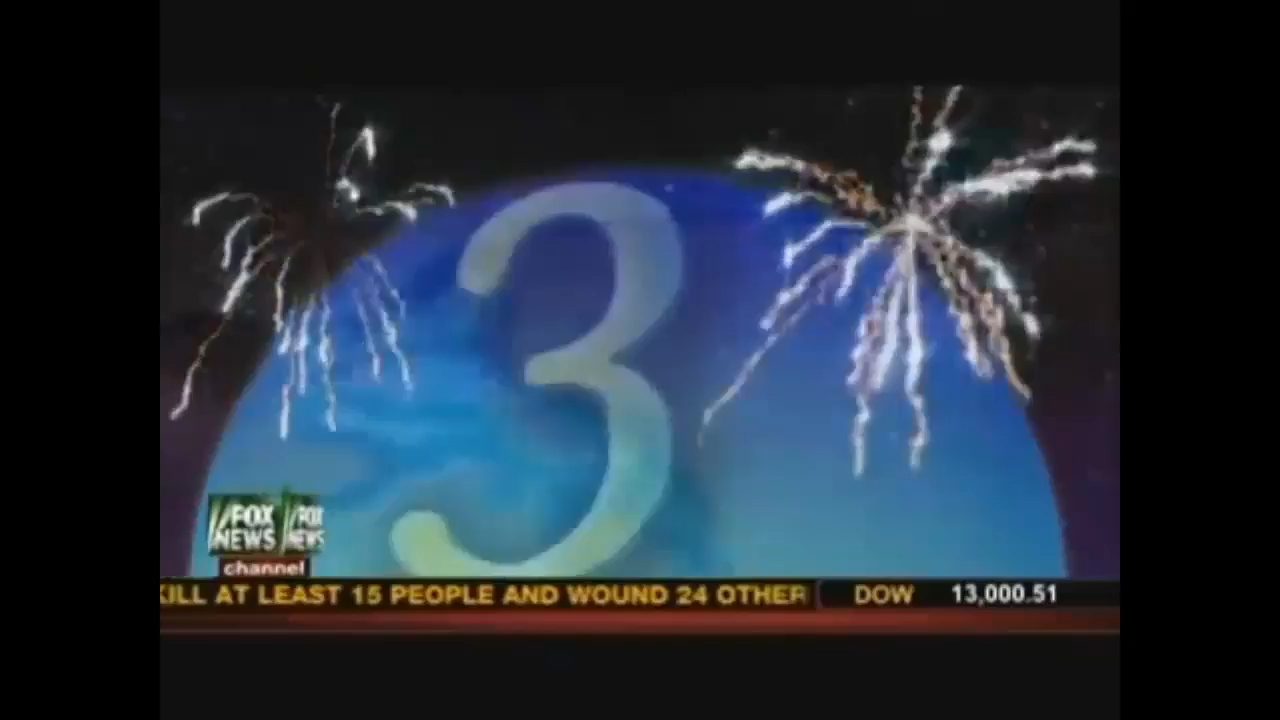 3
FOX NEWS FOX NEWS
channel
KILL AT LEAST 15 PEOPLE AND WOUND 24 OTHER DOW 13,000.51